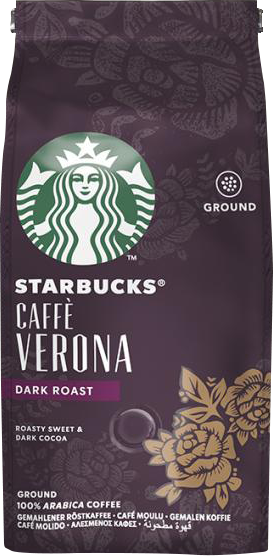 ™
GROUND
STARBUCKS®
CAFFÈ
VERONA
DARK ROAST
ROASTY SWEET &
DARK COCOA
GROUND
100% ARABICA COFFEE
GEMAHLENER RÖSTKAFFEE • CAFÉ MOULU • GEMALEN KOFFIE
CAFÉ MOLIDO • ΑΛΕΣΜΕΝΟΣ ΚΑΦΕΣ • قهوة مطحونة